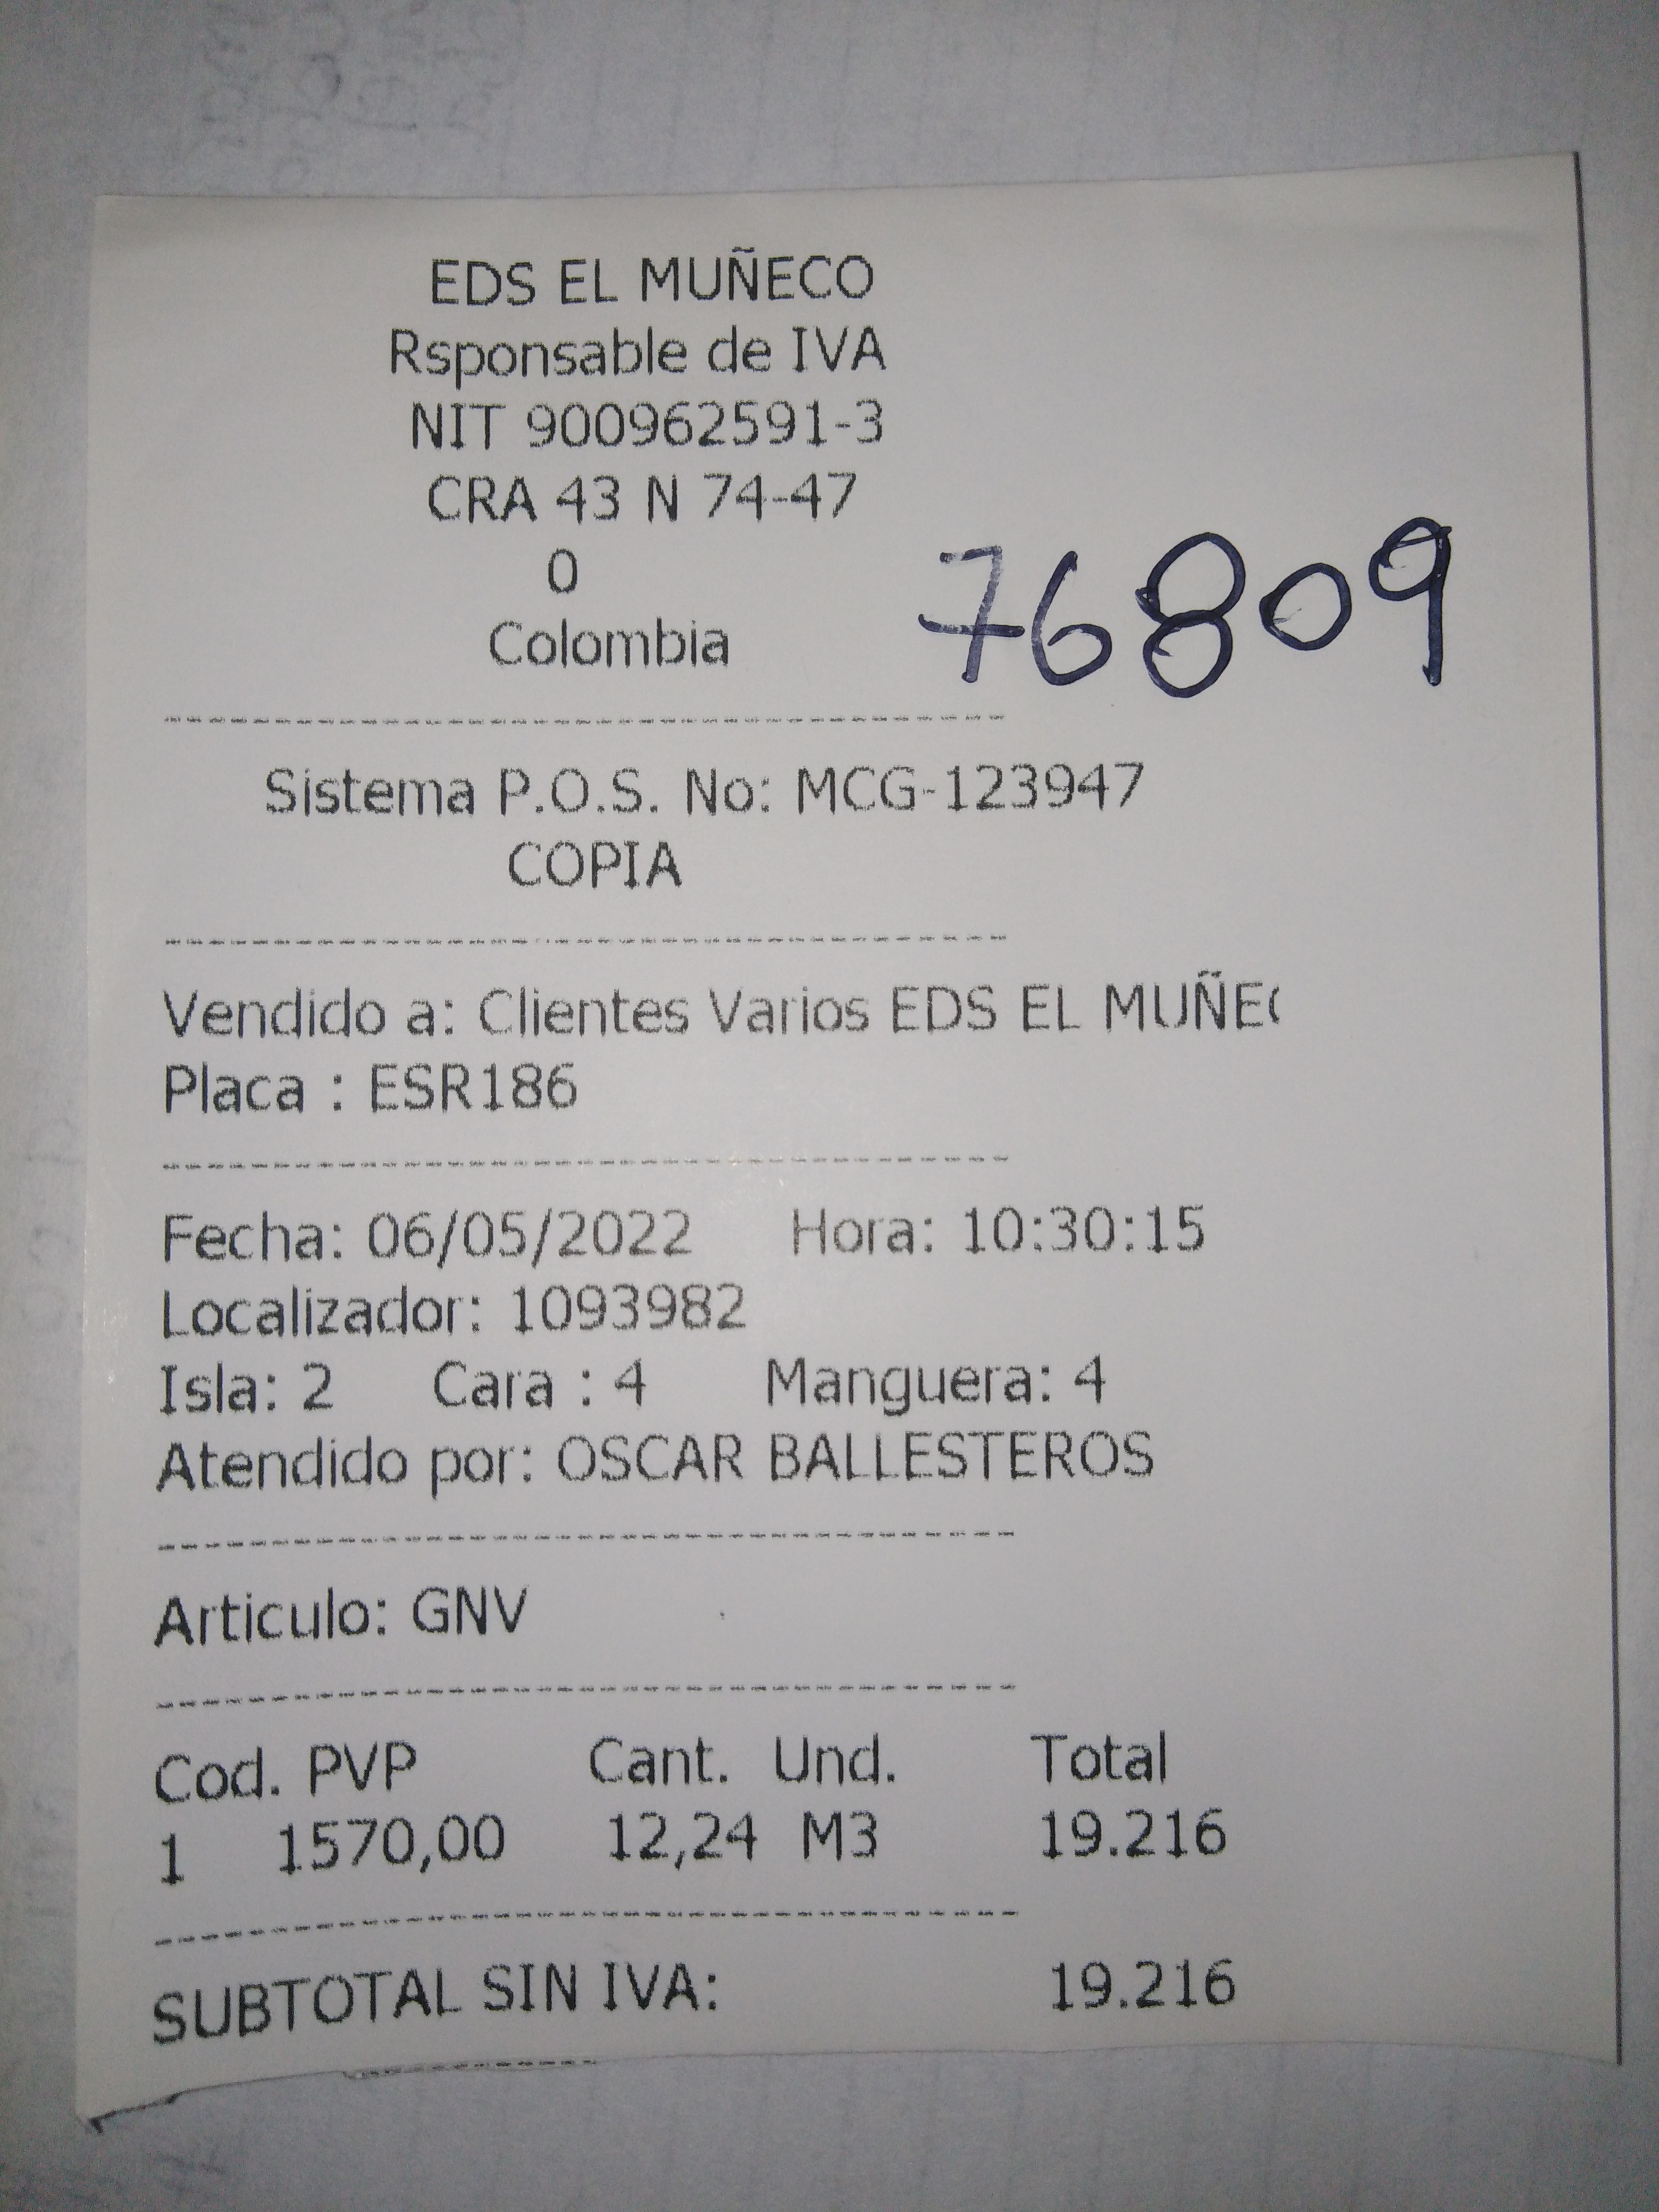 EDS EL MUÑECO
Rsponsable de IVA
NIT 900962591-3
CRA 43 N 74-47
0
Colombia
76809
Sistema P.O.S. No: MCG-123947
COPIA
Vendido a: Clientes Varios EDS EL MUÑEC
Placa : ESR186
Fecha: 06/05/2022 Hora: 10:30:15
Localizador: 1093982
Isla: 2 Cara : 4 Manguera: 4
Atendido por: OSCAR BALLESTEROS
Articulo: GNV
Cod. PVP Cant. Und. Total
1 1570,00 12,24 M3 19.216
SUBTOTAL SIN IVA: 19.216